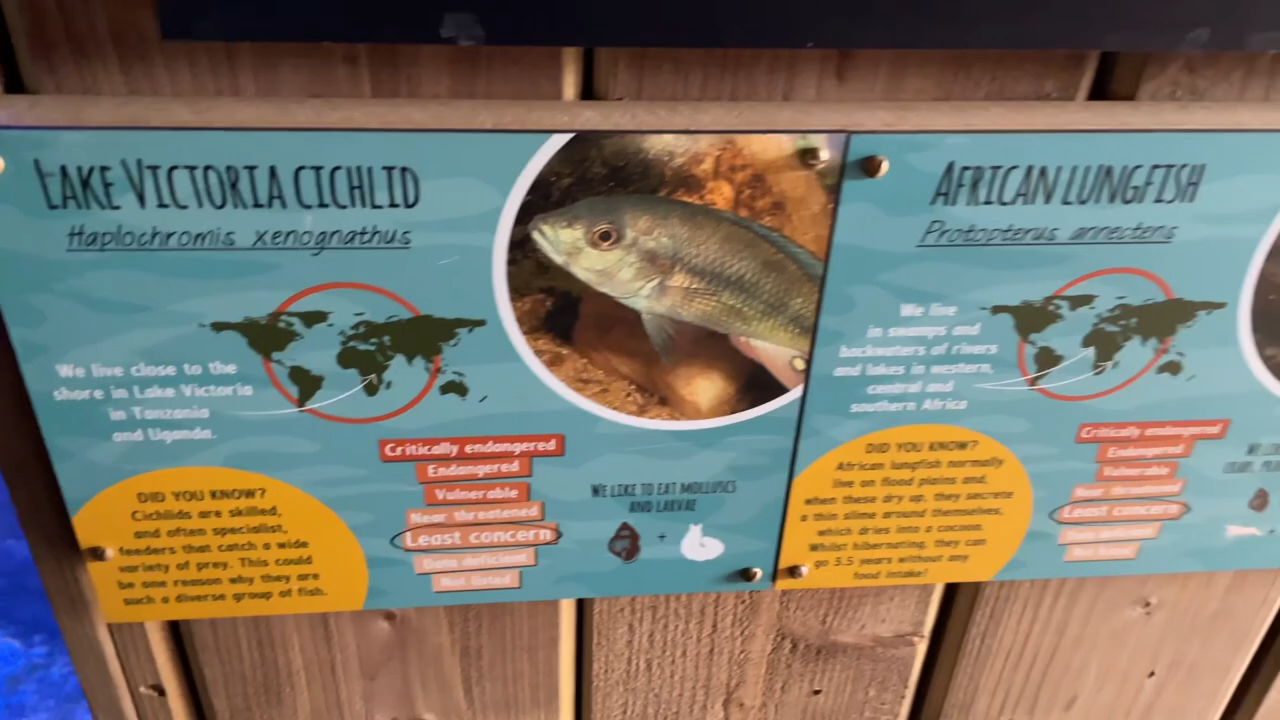 LAKE VICTORIA CICHLID
Haplochromis xenognathus
We live close to the
shore in Lake Victoria
in Tanzania
and Uganda.
DID YOU KNOW?
Cichlids are skilled,
and often specialist,
feeders that catch a wide
variety of prey. This could
be one reason why they are
such a diverse group of fish.
Critically endangered
Endangered
Vulnerable
Near threatened
Least concern
Data deficient
Not listed
WE LIKE TO EAT MOLLUSCS
AND LARVAE
+
AFRICAN LUNGFISH
Protopterus annectens
We live
in swamps and
backwaters of rivers
and lakes in western,
central and
southern Africa
DID YOU KNOW?
African lungfish normally
live on flood plains and,
when these dry up, they secrete
a thin slime around themselves,
which dries into a cocoon.
Whilst hibernating, they can
go 3.5 years without any
food intake!
Critically endangered
Endangered
Vulnerable
Near threatened
Least concern
Data deficient
Not listed